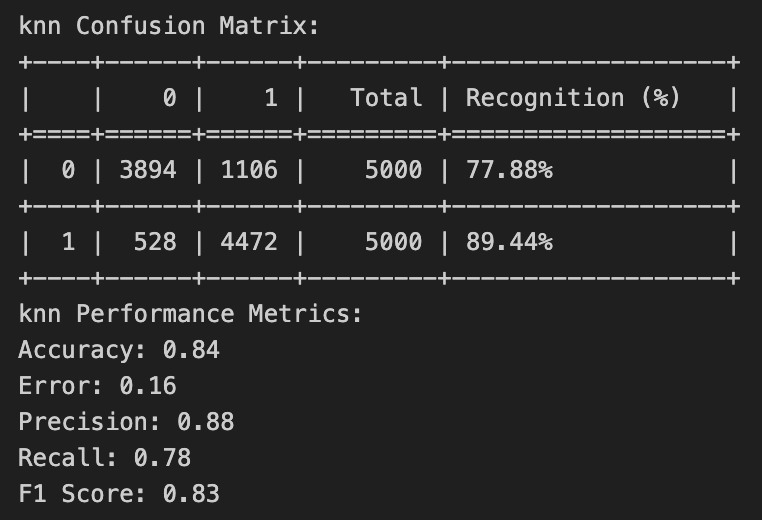 knn Confusion Matrix:
+----+------+------+---------+-------------------+
|    |    0 |    1 |   Total | Recognition (%)   |
+====+======+======+=========+===================+
|  0 | 3894 | 1106 |    5000 | 77.88%            |
+----+------+------+---------+-------------------+
|  1 |  528 | 4472 |    5000 | 89.44%            |
+----+------+------+---------+-------------------+
knn Performance Metrics:
Accuracy: 0.84
Error: 0.16
Precision: 0.88
Recall: 0.78
F1 Score: 0.83